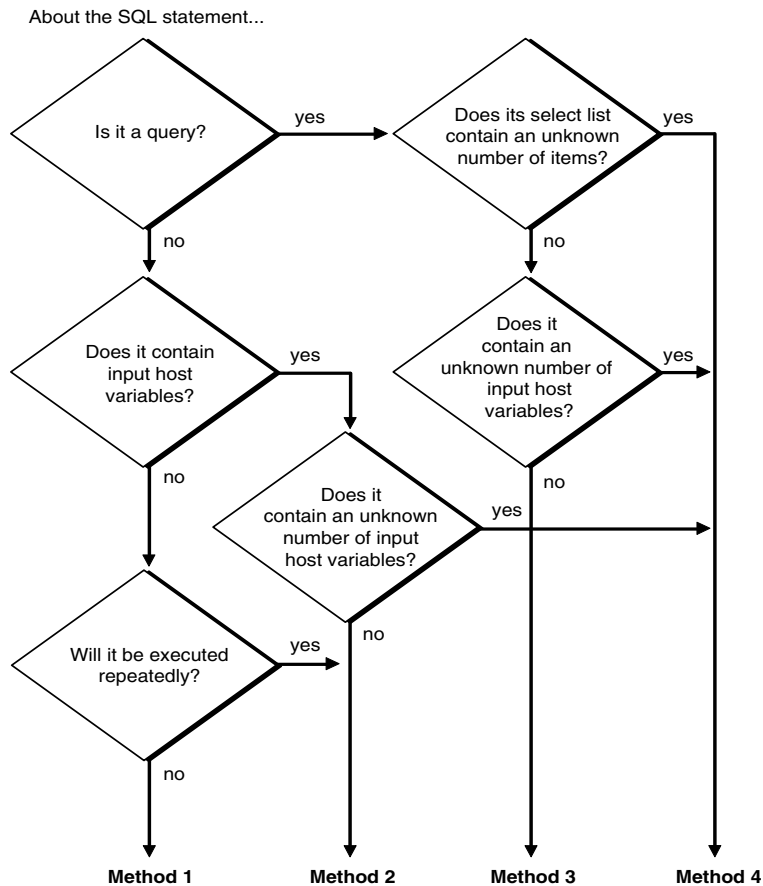 About the SQL statement...
Is it a query?
yes
Does its select list
contain an unknown
number of items?
yes
no
no
Does it contain
input host
variables?
yes
Does it
contain an
unknown number of
input host
variables?
yes
no
no
Does it
contain an unknown
number of input
host variables?
yes
no
Will it be executed
repeatedly?
yes
no
Method 1
Method 2
Method 3
Method 4